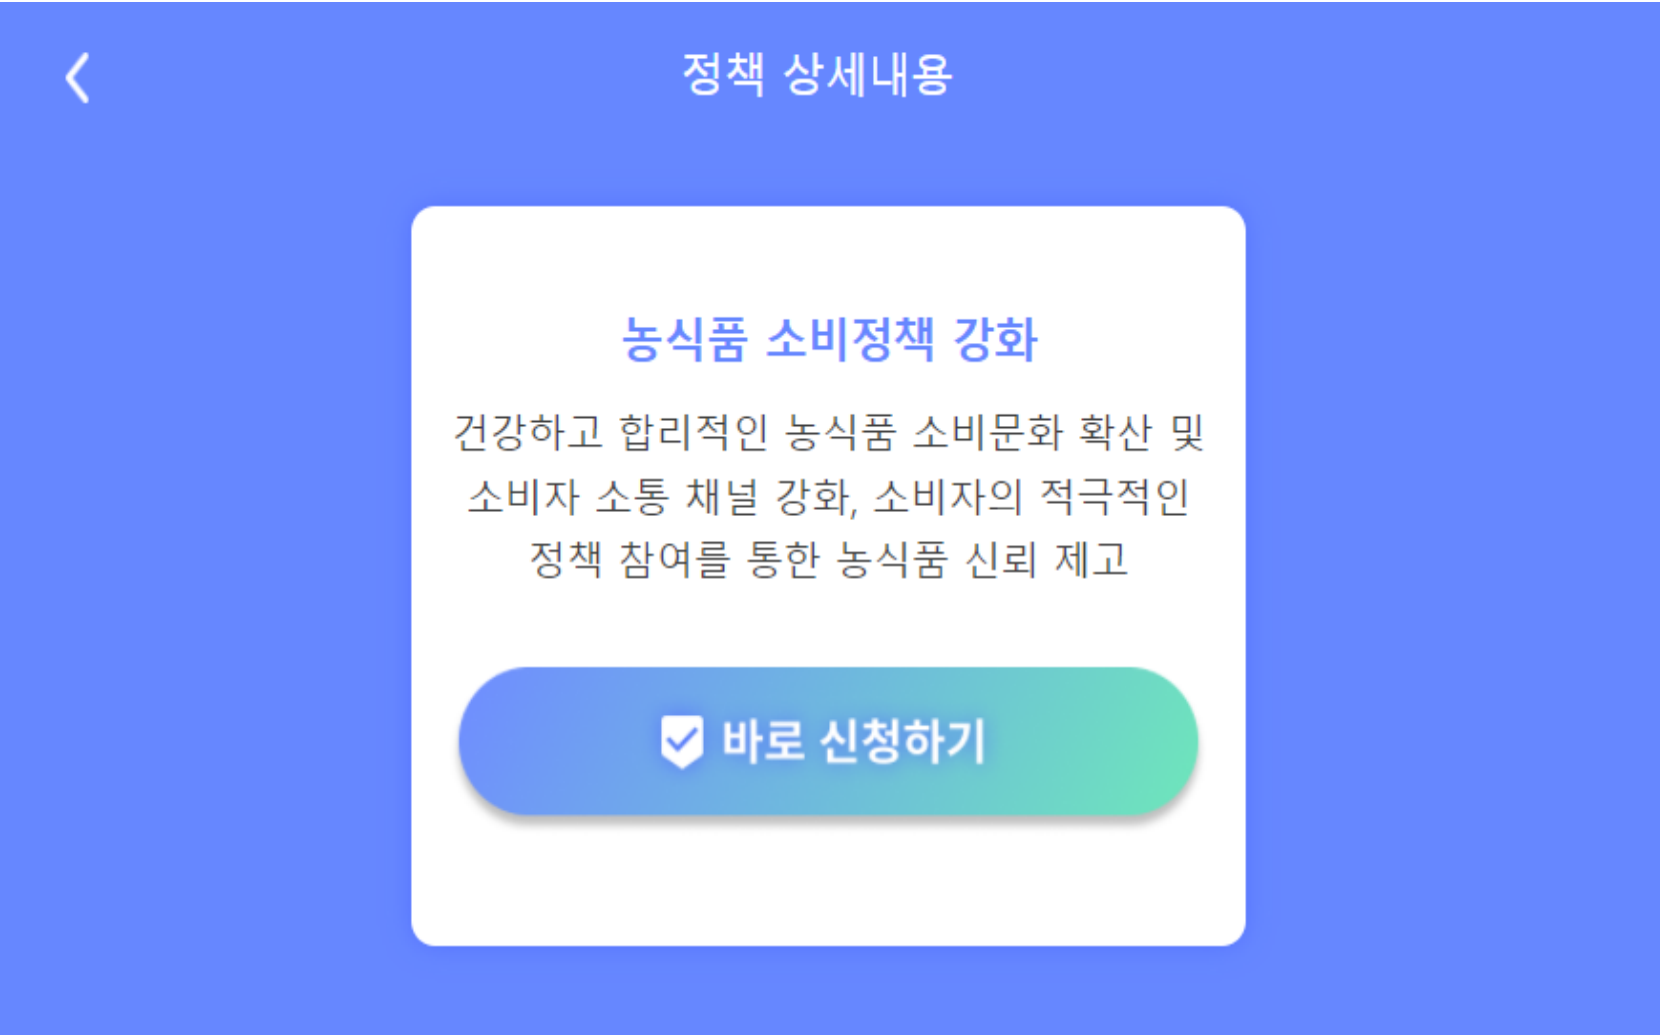 정책 상세내용
농식품 소비정책 강화
건강하고 합리적인 농식품 소비문화 확산 및
소비자 소통 채널 강화, 소비자의 적극적인
정책 참여를 통한 농식품 신뢰 제고
바로 신청하기